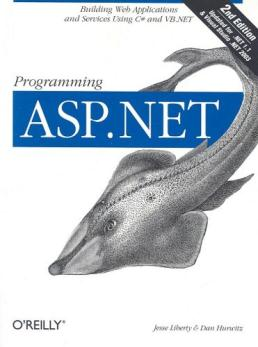 Building Web Applications
and Services Using C# and VB.NET
2nd Edition
Updated for .NET 1.1
& Visual Studio .NET 2003
Programming
ASP.NET
O'REILLY®
Jesse Liberty & Dan Hurwitz